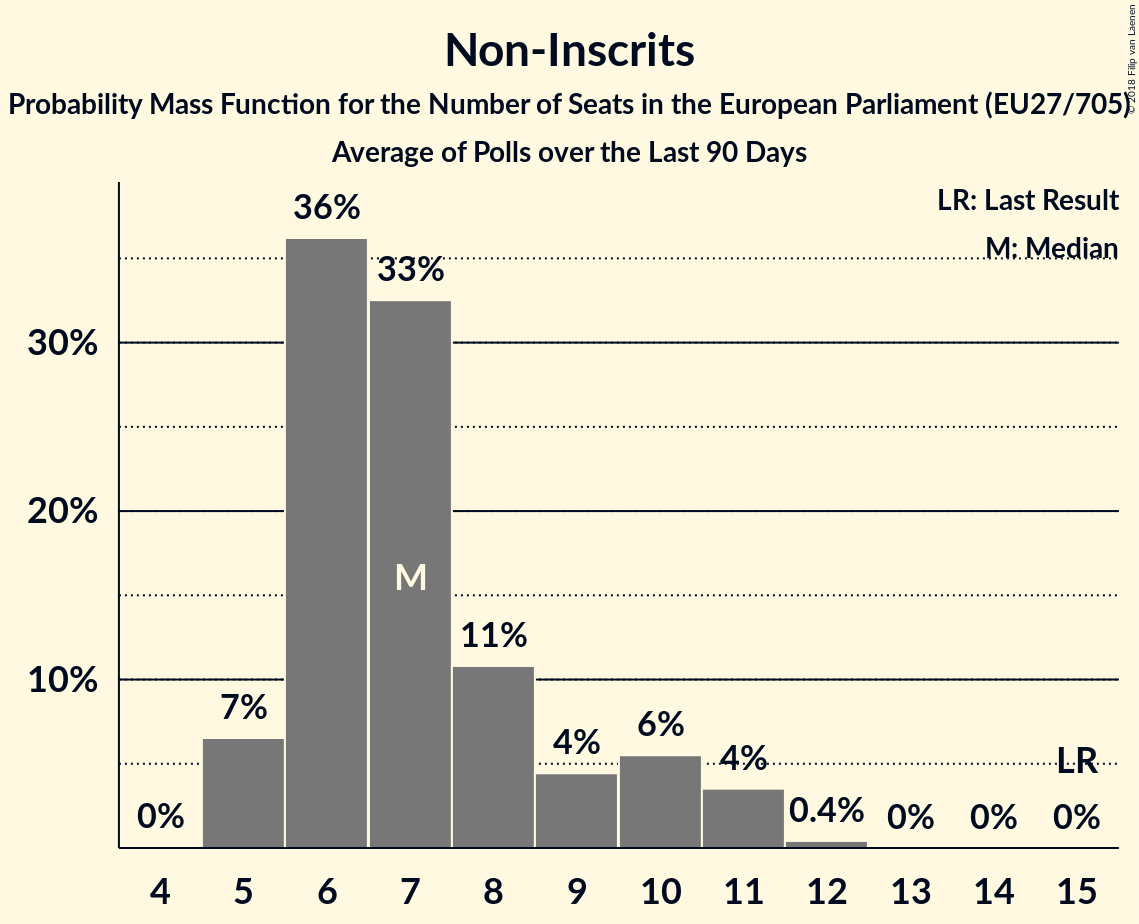 Non-Inscrits
Probability Mass Function for the Number of Seats in the European Parliament (EU27/705)
Average of Polls over the Last 90 Days
© 2018 Filip van Laenen
LR: Last Result
M: Median
36%
33%
30%
20%
M
11%
10%
7%
6%
4%
4%
LR
0%
0.4%
0%
0%
0%
4 5 6 7 8 9 10 11 12 13 14 15